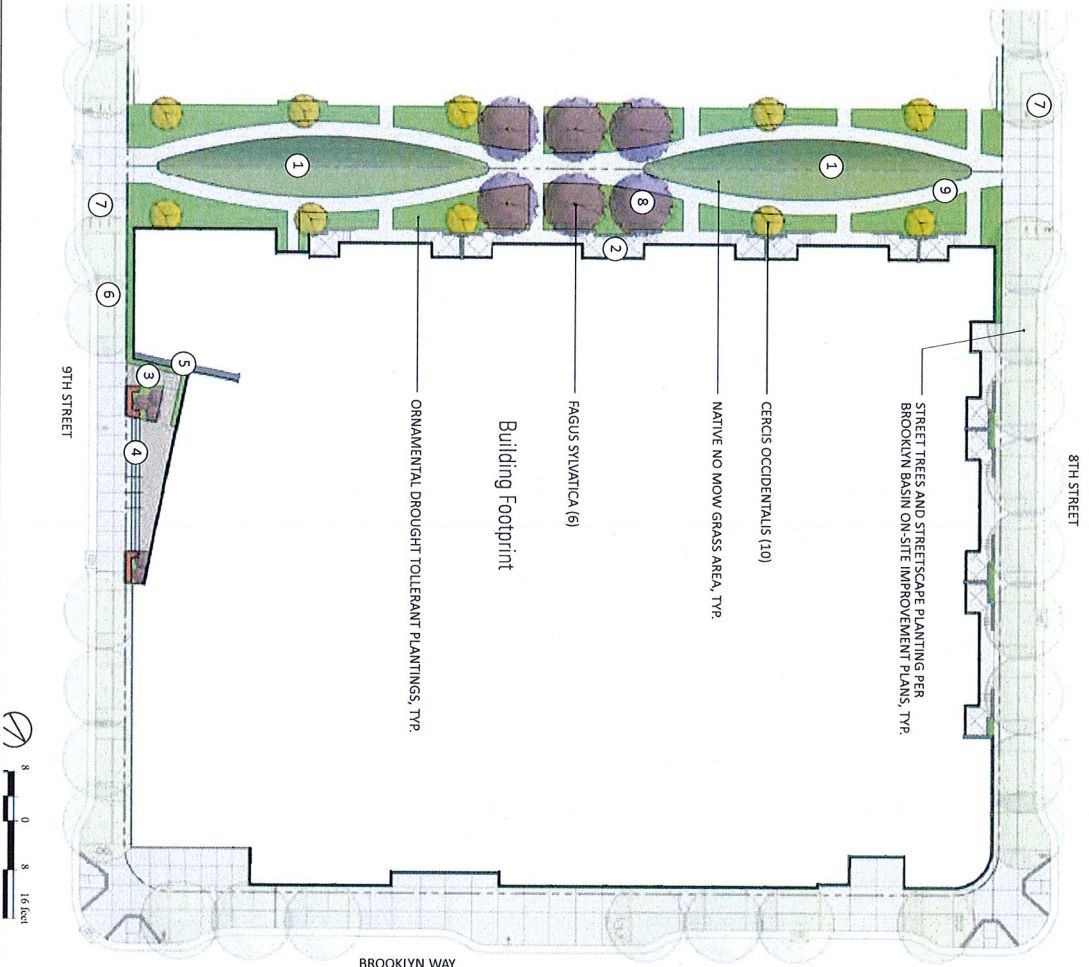 8TH STREET
STREET TREES AND STREETSCAPE PLANTING PER
BROOKLYN BASIN ON-SITE IMPROVEMENT PLANS, TYP.
CERCIS OCCIDENTALIS (10)
NATIVE NO MOW GRASS AREA, TYP.
FAGUS SYLVATICA (6)
Building Footprint
ORNAMENTAL DROUGHT TOLLERANT PLANTINGS, TYP.
9TH STREET
BROOKLYN WAY
7
1
1
9
8
2
7
6
5
3
4
8 0 8 16 feet